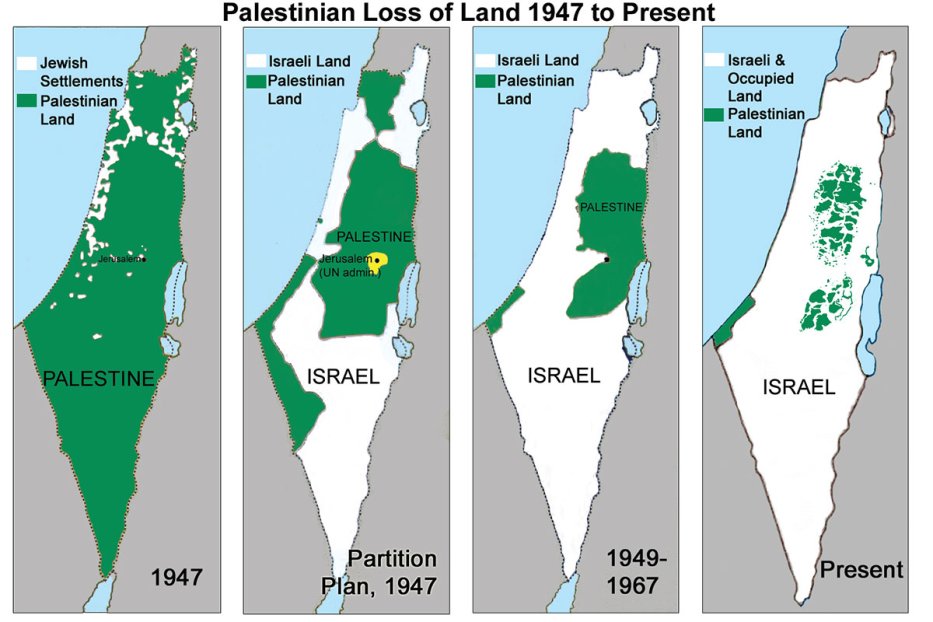 Palestinian Loss of Land 1947 to Present
Jewish
Settlements
Palestinian
Land
Jerusalem
PALESTINE
1947
Israeli Land
Palestinian
Land
PALESTINE
Jerusalem
(UN admin.)
ISRAEL
Partition
Plan, 1947
Israeli Land
Palestinian
Land
PALESTINE
ISRAEL
1949-
1967
Israeli &
Occupied
Land
Palestinian
Land
ISRAEL
Present